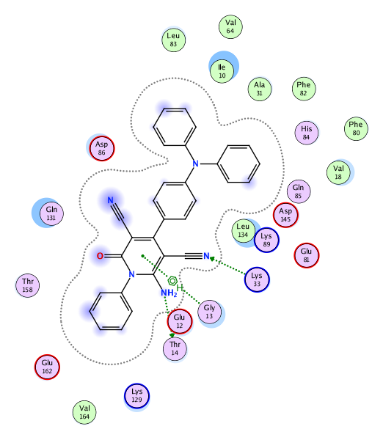 Val
64
Leu
83
Ile
10
Ala
31
Phe
82
Phe
80
His
84
Asp
86
N
Val
18
Gln
85
Gln
131
N
Asp
145
Leu
134
Lys
89
Glu
81
N
O
N
NH2
H
Lys
33
Thr
158
Glu
12
Gly
13
Thr
14
Glu
162
Lys
129
Val
164